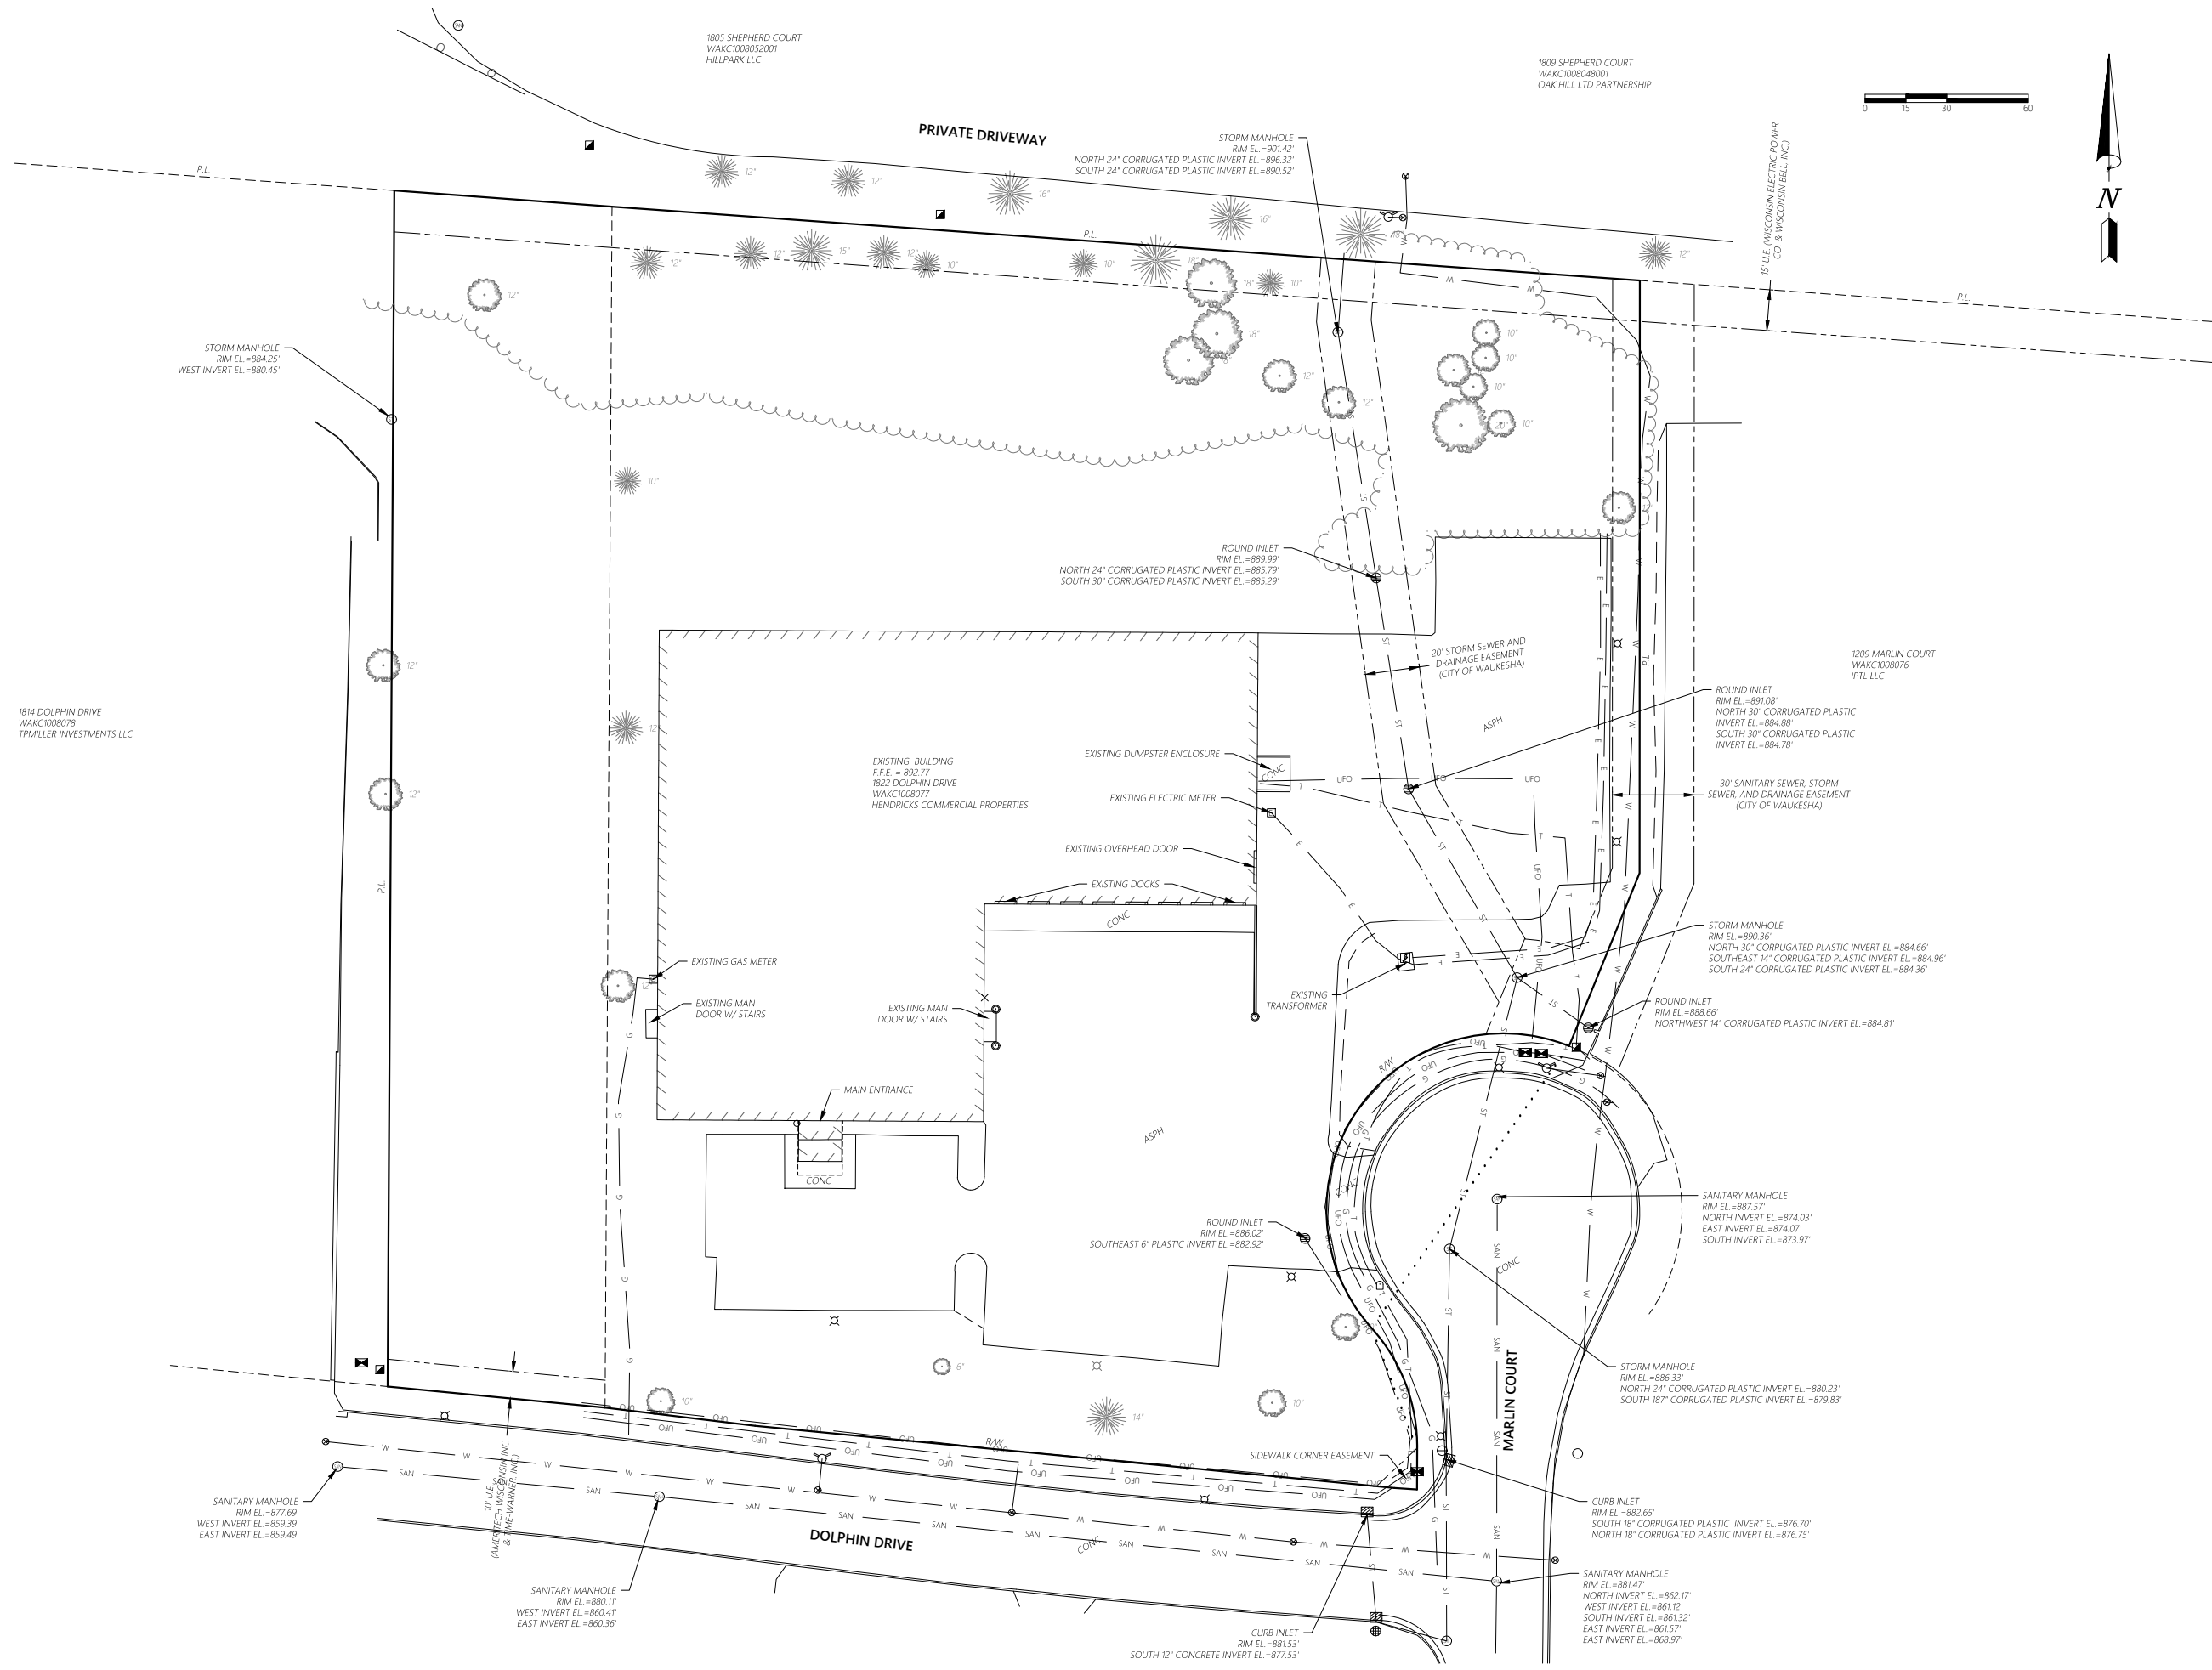 1805 SHEPHERD COURT
WAKC1008052001
HILLPARK LLC
1809 SHEPHERD COURT
WAKC1008048001
OAK HILL LTD PARTNERSHIP
0 15 30 60
N
PRIVATE DRIVEWAY
STORM MANHOLE
RIM EL.=901.42'
NORTH 24" CORRUGATED PLASTIC INVERT EL.=896.32'
SOUTH 24" CORRUGATED PLASTIC INVERT EL.=890.52'
15' U.E. (WISCONSIN ELECTRIC POWER
CO. & WISCONSIN BELL INC.)
P.L.
P.L.
P.L.
STORM MANHOLE
RIM EL.=884.25'
WEST INVERT EL.=880.45'
ROUND INLET
RIM EL.=889.99'
NORTH 24" CORRUGATED PLASTIC INVERT EL.=885.79'
SOUTH 30" CORRUGATED PLASTIC INVERT EL.=885.29'
20' STORM SEWER AND
DRAINAGE EASEMENT
(CITY OF WAUKESHA)
1209 MARLIN COURT
WAKC1008076
IPTL LLC
ROUND INLET
RIM EL.=891.08'
NORTH 30" CORRUGATED PLASTIC
INVERT EL.=884.88'
SOUTH 30" CORRUGATED PLASTIC
INVERT EL.=884.78'
1814 DOLPHIN DRIVE
WAKC1008078
TPMILLER INVESTMENTS LLC
ASPH
EXISTING BUILDING
F.F.E. = 892.77
1822 DOLPHIN DRIVE
WAKC1008077
HENDRICKS COMMERCIAL PROPERTIES
EXISTING DUMPSTER ENCLOSURE
CONC
EXISTING ELECTRIC METER
30' SANITARY SEWER, STORM
SEWER, AND DRAINAGE EASEMENT
(CITY OF WAUKESHA)
EXISTING OVERHEAD DOOR
EXISTING DOCKS
CONC
P.L.
P.L.
STORM MANHOLE
RIM EL.=890.36'
NORTH 30" CORRUGATED PLASTIC INVERT EL.=884.66'
SOUTHEAST 14" CORRUGATED PLASTIC INVERT EL.=884.96'
SOUTH 24" CORRUGATED PLASTIC INVERT EL.=884.36'
EXISTING GAS METER
EXISTING MAN
DOOR W/ STAIRS
EXISTING MAN
DOOR W/ STAIRS
EXISTING
TRANSFORMER
ROUND INLET
RIM EL.=888.66'
NORTHWEST 14" CORRUGATED PLASTIC INVERT EL.=884.81'
R/W
MAIN ENTRANCE
CONC
ASPH
CONC
ROUND INLET
RIM EL.=886.02'
SOUTHEAST 6" PLASTIC INVERT EL.=882.92'
SANITARY MANHOLE
RIM EL.=887.57'
NORTH INVERT EL.=874.03'
EAST INVERT EL.=874.07'
SOUTH INVERT EL.=873.97'
CONC
STORM MANHOLE
RIM EL.=886.33'
NORTH 24" CORRUGATED PLASTIC INVERT EL.=880.23'
SOUTH 187" CORRUGATED PLASTIC INVERT EL.=879.83'
MARLIN COURT
R/W
SIDEWALK CORNER EASEMENT
10' U.E.
(AMERITECH WISCONSIN INC.
& TIME-WARNER, INC.)
SANITARY MANHOLE
RIM EL.=877.69'
WEST INVERT EL.=859.39'
EAST INVERT EL.=859.49'
DOLPHIN DRIVE
CONC
CURB INLET
RIM EL.=882.65
SOUTH 18" CORRUGATED PLASTIC INVERT EL.=876.70'
NORTH 18" CORRUGATED PLASTIC INVERT EL.=876.75'
SANITARY MANHOLE
RIM EL.=880.11'
WEST INVERT EL.=860.41'
EAST INVERT EL.=860.36'
SANITARY MANHOLE
RIM EL.=881.47'
NORTH INVERT EL.=862.17'
WEST INVERT EL.=861.12'
SOUTH INVERT EL.=861.32'
EAST INVERT EL.=861.57'
EAST INVERT EL.=868.97'
CURB INLET
RIM EL.=881.53'
SOUTH 12" CONCRETE INVERT EL.=877.53'